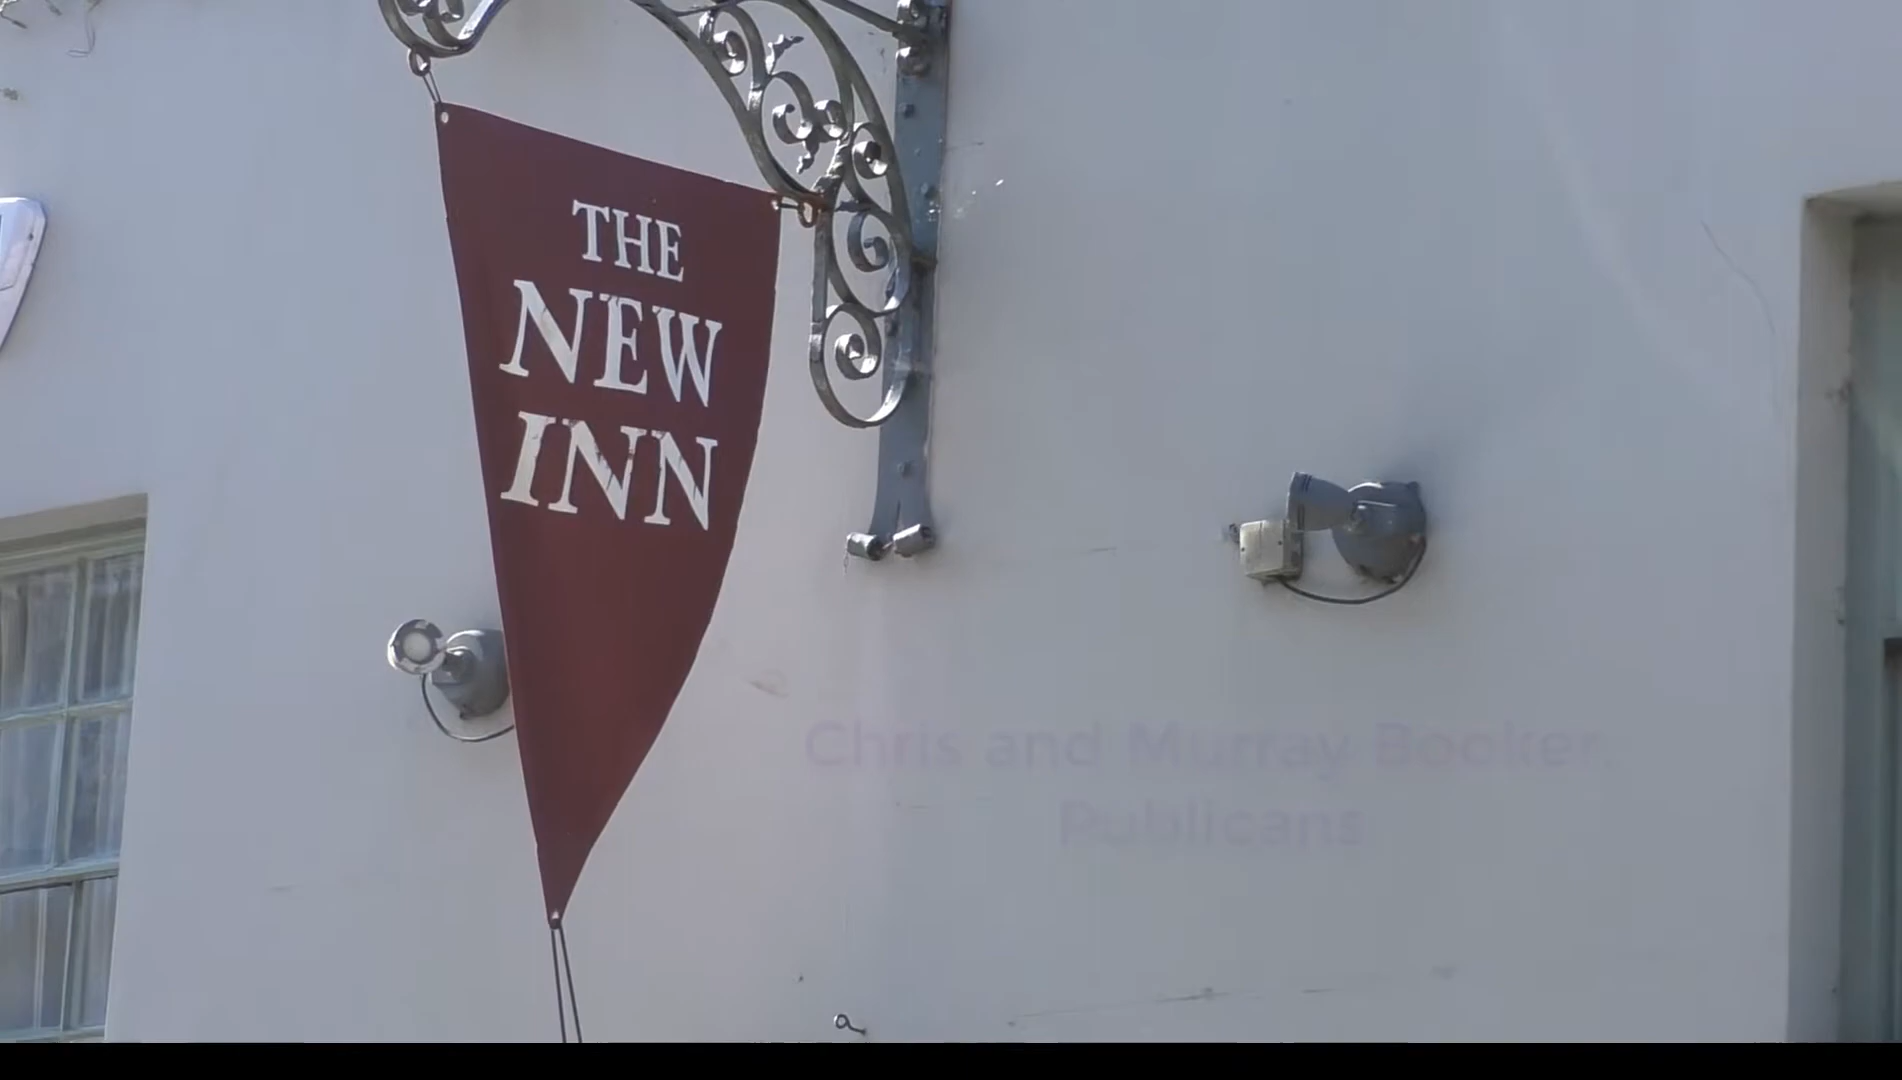 THE
NEW
INN
Chris and Murray Booker,
Publicans